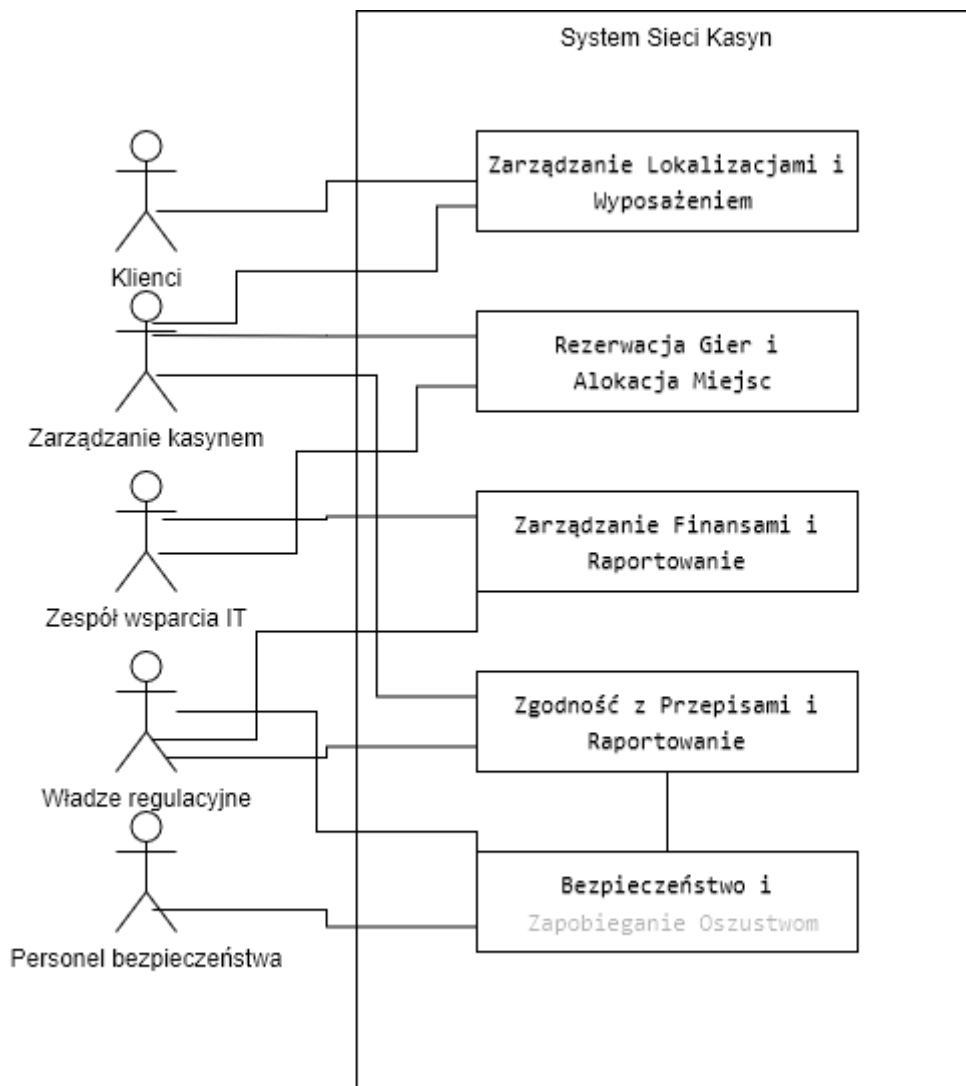 System Sieci Kasyn
Zarządzanie Lokalizacjami i
Wyposażeniem
Klienci
Rezerwacja Gier i
Alokacja Miejsc
Zarządzanie kasynem
Zarządzanie Finansami i
Raportowanie
Zespół wsparcia IT
Zgodność z Przepisami i
Raportowanie
Władze regulacyjne
Bezpieczeństwo i
Zapobieganie Oszustwom
Personel bezpieczeństwa